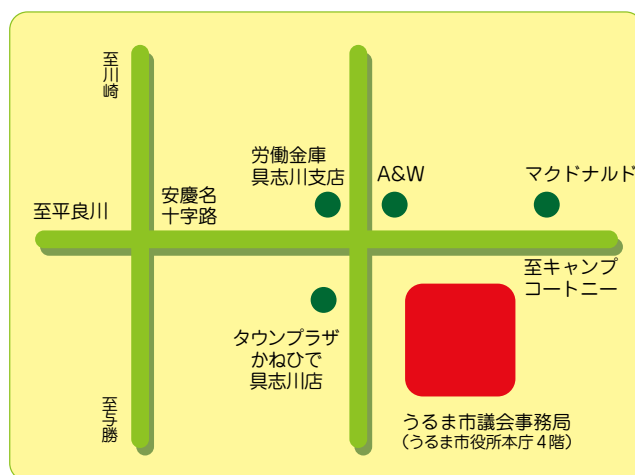 至川崎
労働金庫
具志川支店
A&W
マクドナルド
安慶名
十字路
至平良川
至キャンプ
コートニー
タウンプラザ
かねひで
具志川店
至与勝
うるま市議会事務局
（うるま市役所本庁４階）